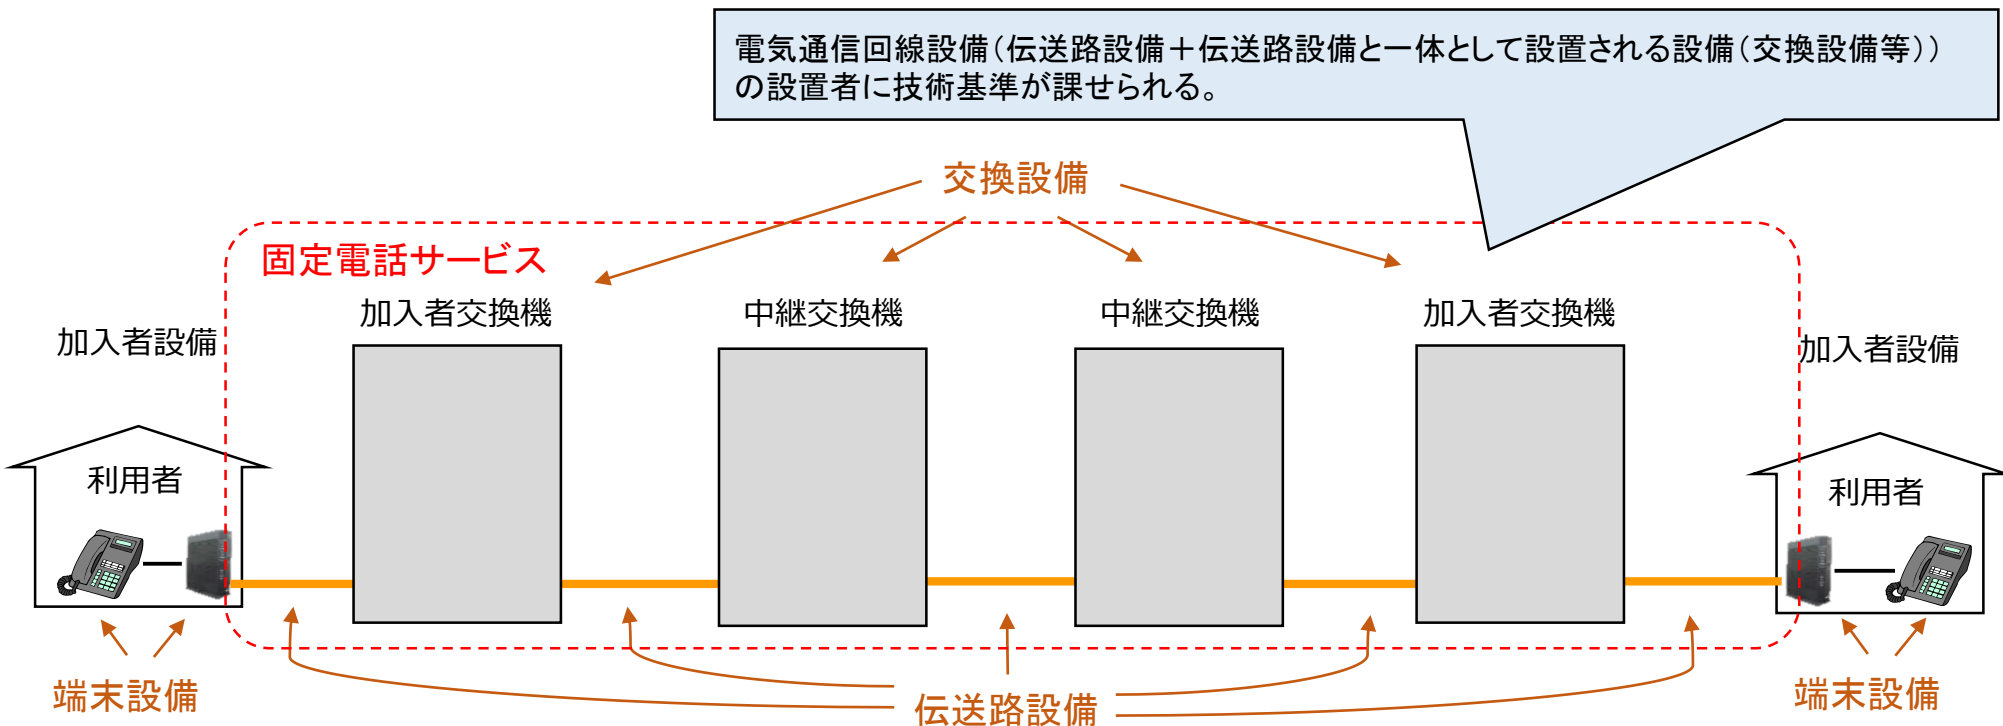 電気通信回線設備(伝送路設備+伝送路設備と一体として設置される設備(交換設備等))
の設置者に技術基準が課せられる。
交換設備
固定電話サービス
加入者交換機
中継交換機
中継交換機
加入者交換機
加入者設備
加入者設備
利用者
利用者
端末設備
伝送路設備
端末設備